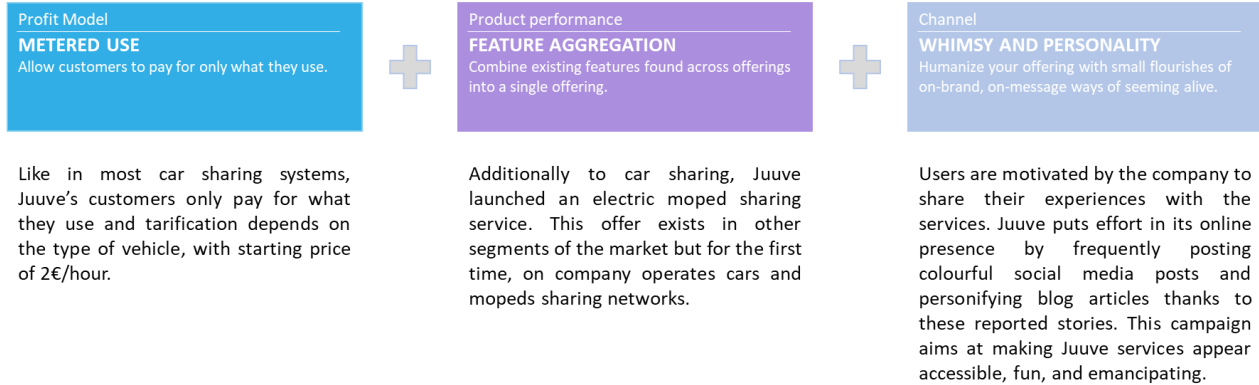 Profit Model
METERED USE
Allow customers to pay for only what they use.
Product performance
FEATURE AGGREGATION
Combine existing features found across offerings
into a single offering.
Channel
WHIMSY AND PERSONALITY
Humanize your offering with small flourishes of
on-brand, on-message ways of seeming alive.
Like in most car sharing systems,
Juuve’s customers only pay for what
they use and tarification depends on
the type of vehicle, with starting price
of 2€/hour.
Additionally to car sharing, Juuve
launched an electric moped sharing
service. This offer exists in other
segments of the market but for the first
time, on company operates cars and
mopeds sharing networks.
Users are motivated by the company to
share their experiences with the
services. Juuve puts effort in its online
presence by frequently posting
colourful social media posts and
personifying blog articles thanks to
these reported stories. This campaign
aims at making Juuve services appear
accessible, fun, and emancipating.